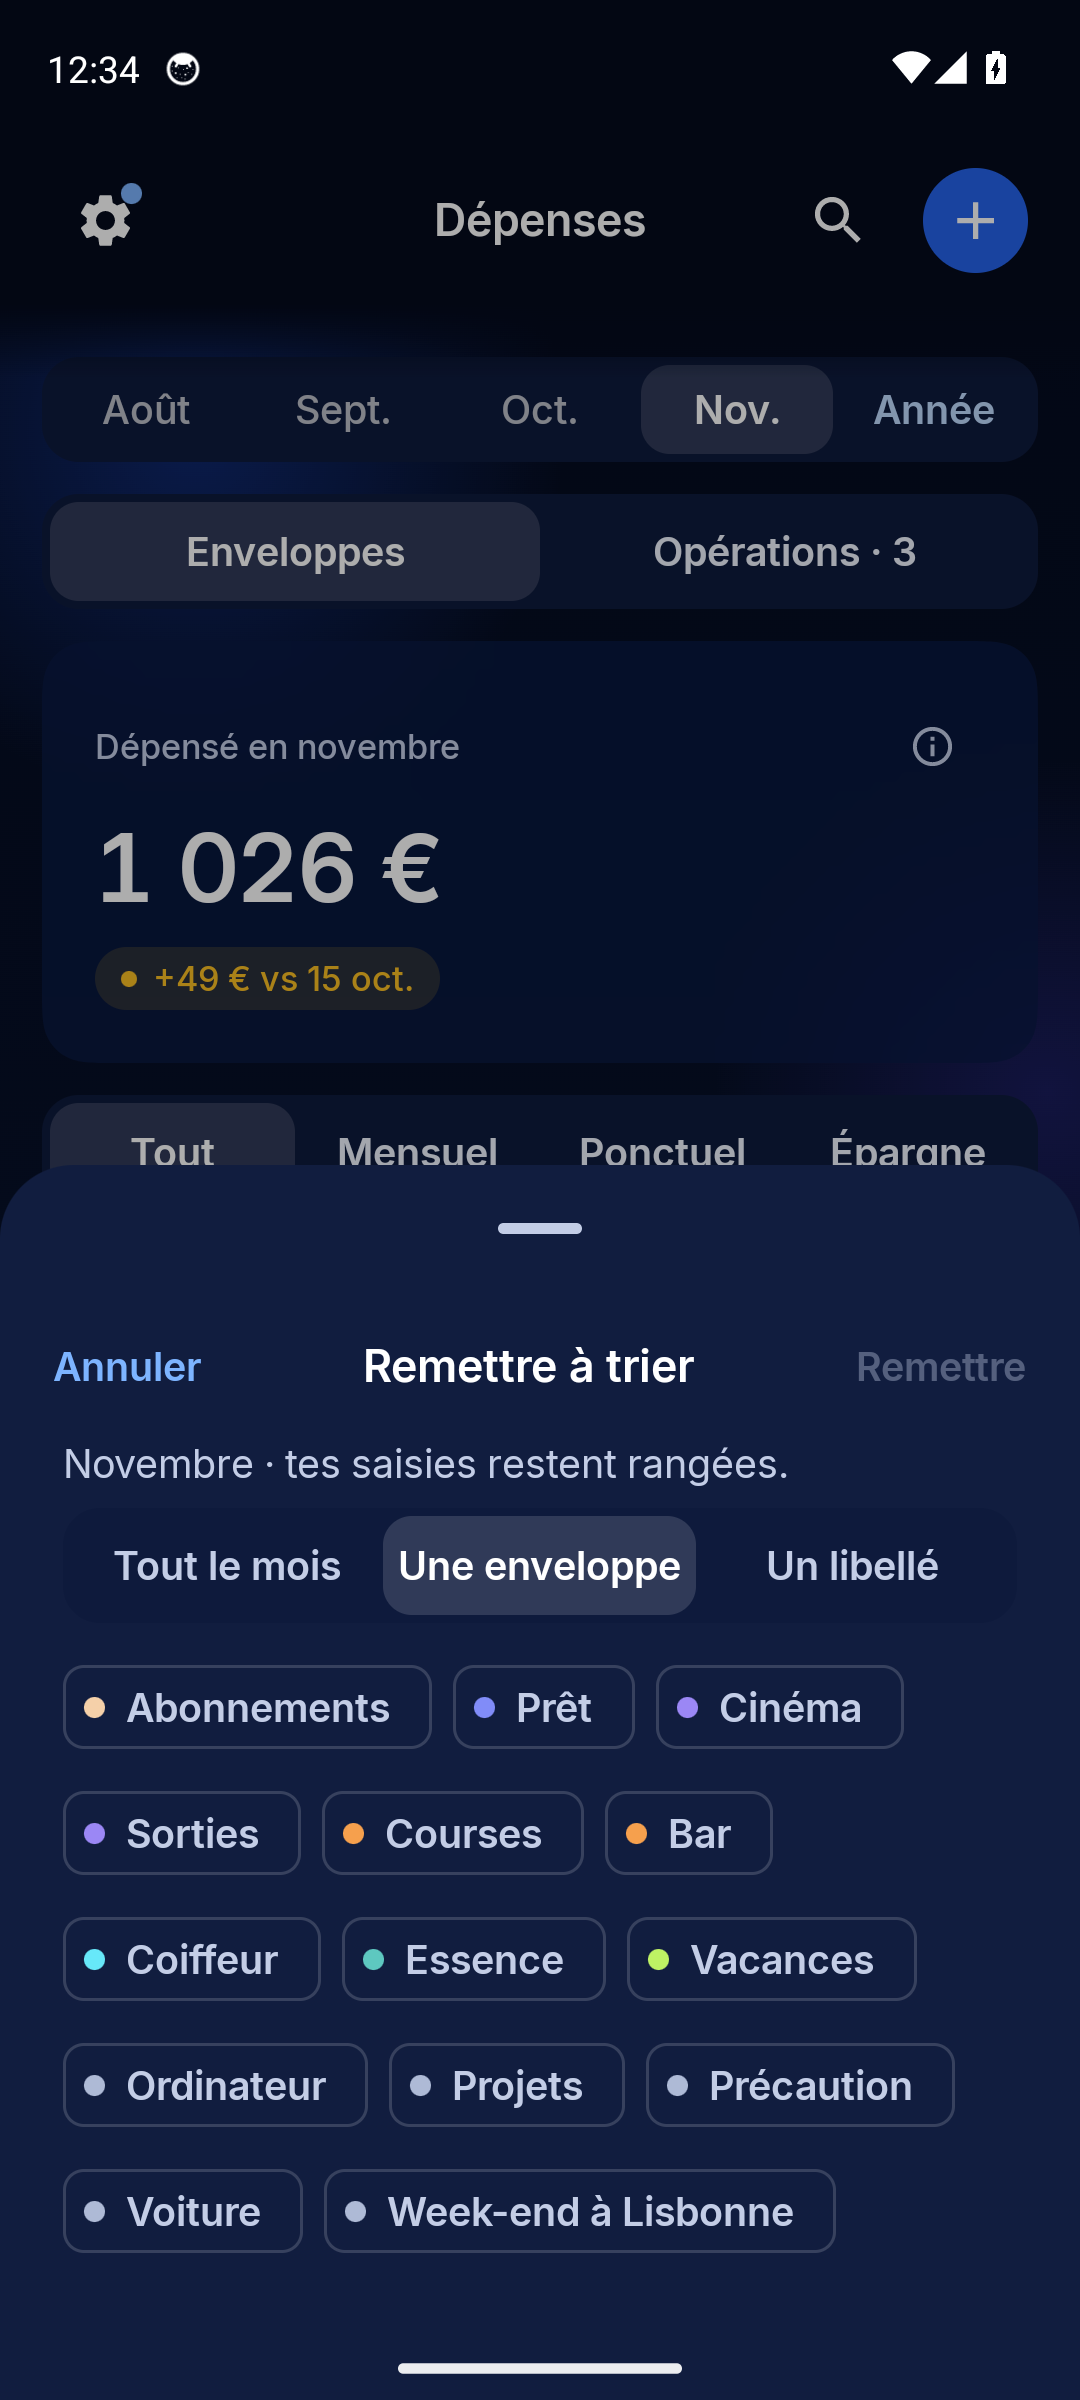 12:34
Dépenses
Août Sept. Oct. Nov. Année
Enveloppes Opérations · 3
Dépensé en novembre
1 026 €
+49 € vs 15 oct.
Tout Mensuel Ponctuel Épargne
Annuler Remettre à trier Remettre
Novembre · tes saisies restent rangées.
Tout le mois Une enveloppe Un libellé
Abonnements Prêt Cinéma
Sorties Courses Bar
Coiffeur Essence Vacances
Ordinateur Projets Précaution
Voiture Week-end à Lisbonne